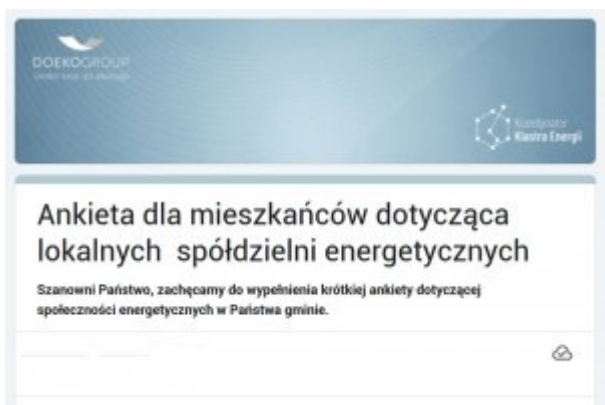 DOEKOGROUP
Koordynator
Klastra Energii
Ankieta dla mieszkańców dotycząca
lokalnych spółdzielni energetycznych
Szanowni Państwo, zachęcamy do wypełnienia krótkiej ankiety dotyczącej
społeczności energetycznych w Państwa gminie.